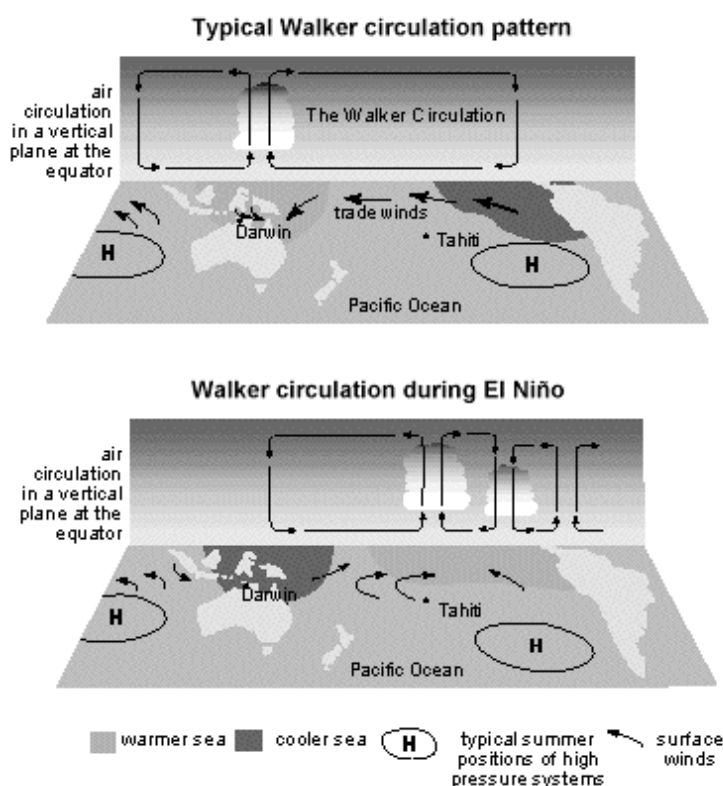 Typical Walker circulation pattern
air
circulation
in a vertical
plane at the
equator
The Walker Circulation
trade winds
Darwin
Tahiti
H
H
Pacific Ocean
Walker circulation during El Niño
air
circulation
in a vertical
plane at the
equator
Darwin
Tahiti
H
H
Pacific Ocean
warmer sea
cooler sea
H
typical summer
positions of high
pressure systems
surface
winds